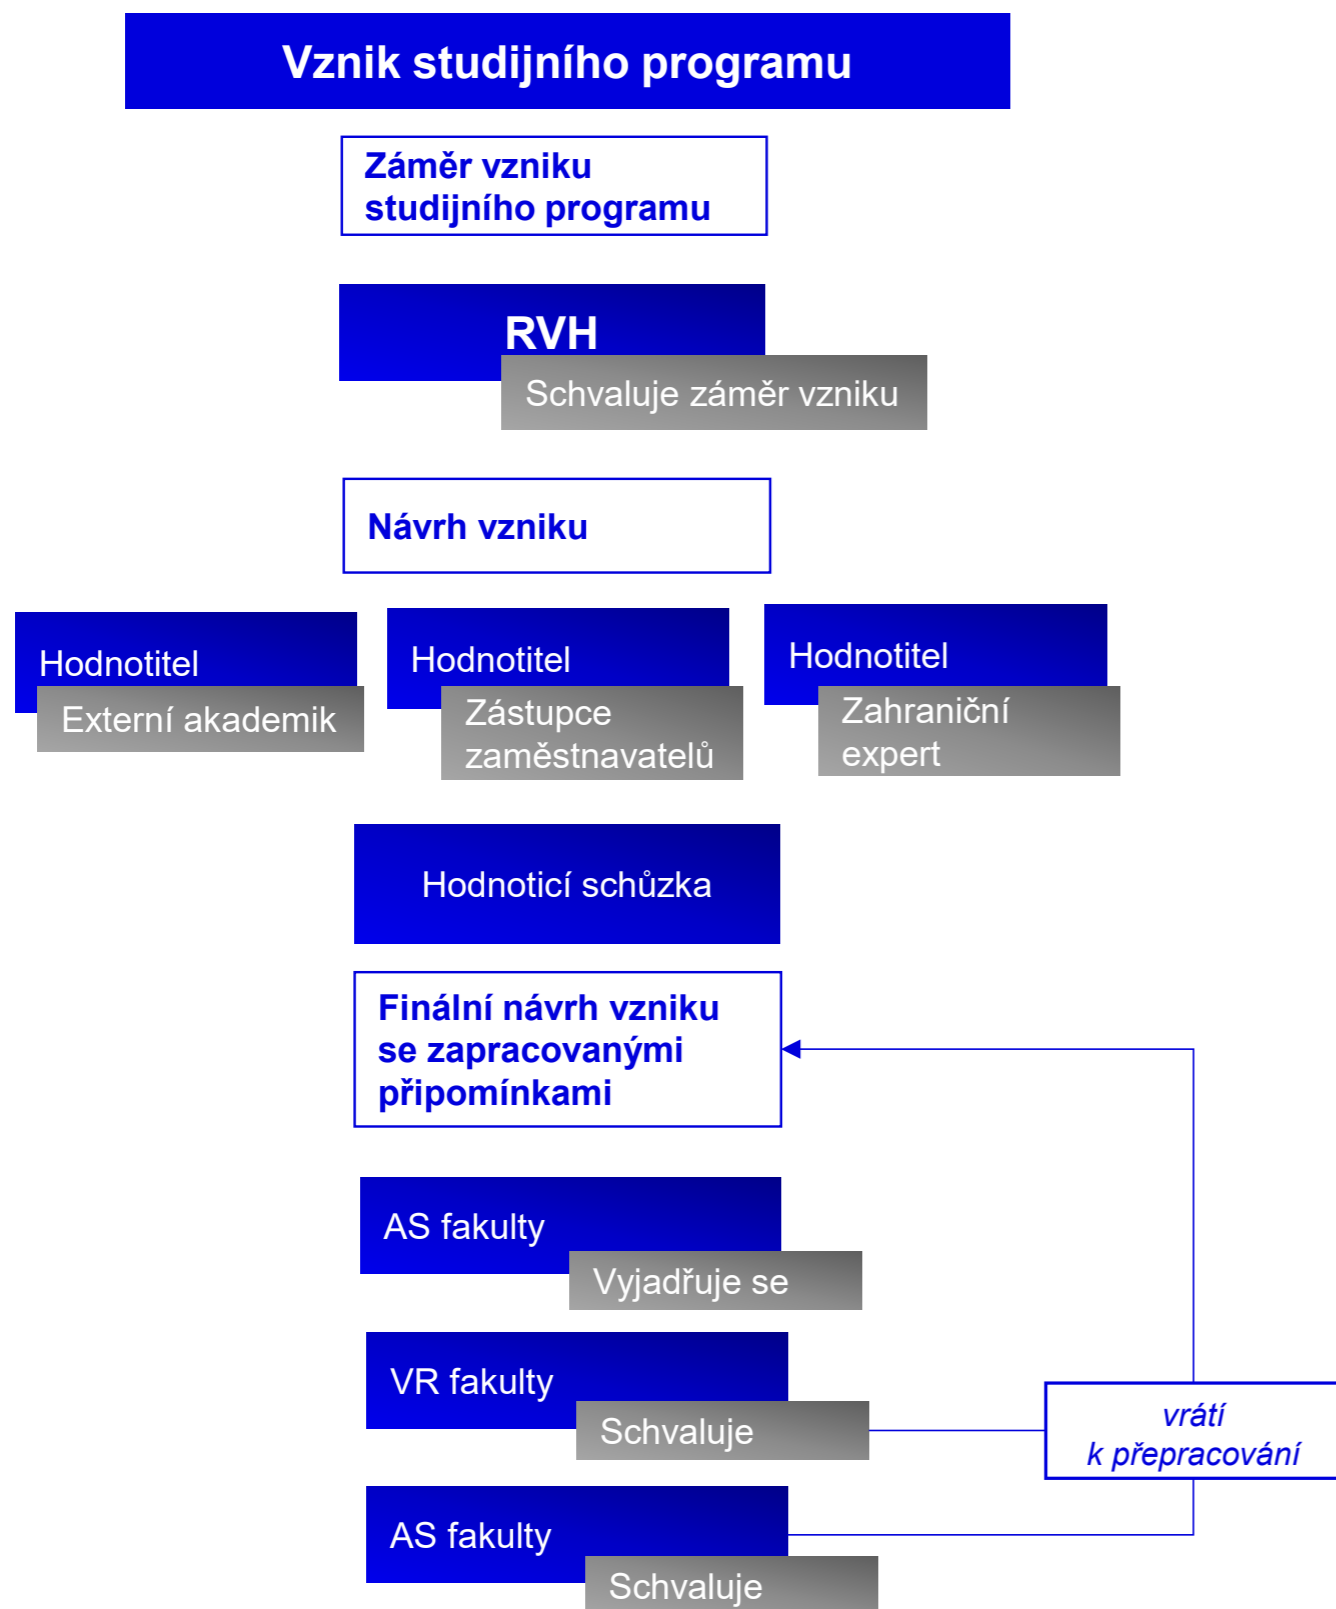 Vznik studijního programu
Záměr vzniku
studijního programu
RVH
Schvaluje záměr vzniku
Návrh vzniku
Hodnotitel
Externí akademik
Hodnotitel
Zástupce
zaměstnavatelů
Hodnotitel
Zahraniční
expert
Hodnoticí schůzka
Finální návrh vzniku
se zapracovanými
připomínkami
AS fakulty
Vyjadřuje se
VR fakulty
Schvaluje
vrátí
k přepracování
AS fakulty
Schvaluje